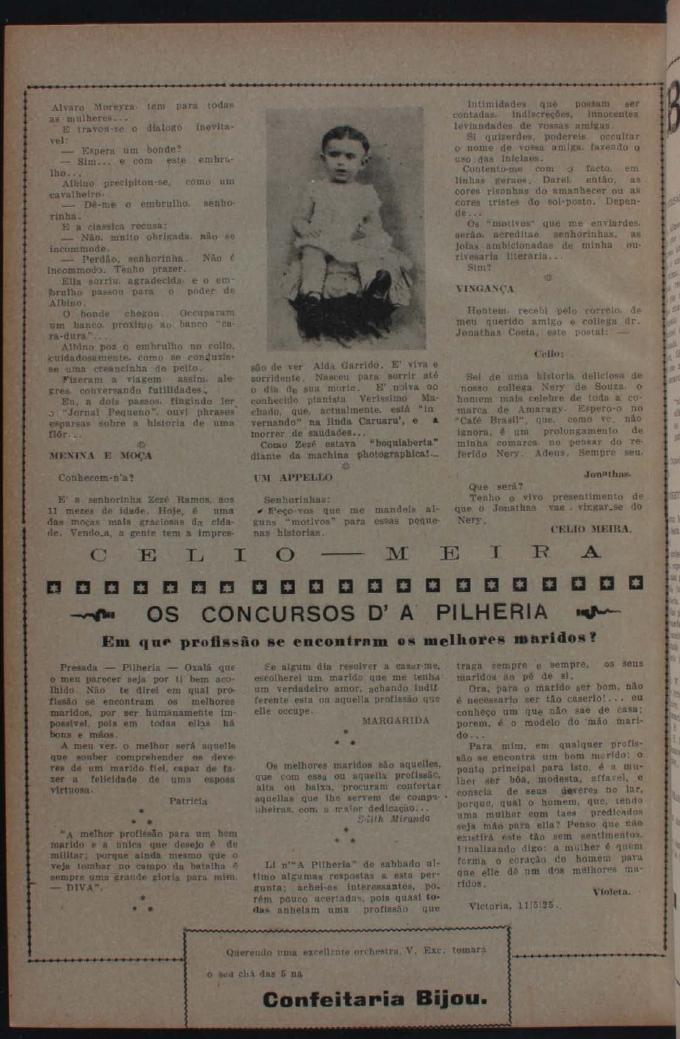 Alvaro Moreyra tem para todas
as mulheres...
E travou-se o dialogo inevita-
vel:
— Espera um bonde?
— Sim... e com este embru-
lho...
Albino precipitou-se, como um
cavalheiro.
— Dê-me o embrulho, senho-
rinha.
E a classica recusa:
— Não, muito obrigada, não se
incommode.
— Perdão, senhorinha. Não é
incommodo. Tenho prazer.
Ella sorriu, agradecida e o em-
brulho passou para o poder de
Albino.
O bonde chegou. Occuparam
um banco, proximo ao banco "ca-
ra-dura"...
Albino poz o embrulho no collo,
cuidadosamente, como se conduzis-
se uma creancinha de peito.
Fizeram a viagem assim, ale-
gres, conversando futilidades.
Eu, a dois passos, fingindo ler
o "Jornal Pequeno", ouvi phrases
esparsas sobre a historia de uma
flôr...
MENINA E MOÇA
Conhecem-n'a?
E' a senhorinha Zezé Ramos, aos
11 mezes de idade. Hoje, é uma
das moças mais graciosas da cida-
de. Vendo-a, a gente tem a impres-
são de ver Alda Garrido. E' viva e
sorridente. Nasceu para sorrir até
o dia de sua morte. E' noiva do
conhecido pianista Verissimo Ma-
chado, que, actualmente, está "in
vernando" na linda Caruaru', e a
morrer de saudades...
Como Zezé estava "boquiaberta"
diante da machina photographica!...
UM APPELLO
Senhorinhas:
Peço-vos que me mandeis al-
guns "motivos" para essas peque-
nas historias.
Intimidades que possam ser
contadas, indiscreções, innocentes
leviandades de vossas amigas.
Si quizerdes, podereis occultar
o nome de vossa amiga, fazendo o
uso das iniciaes.
Contento-me com o facto, em
linhas geraes. Darei, então, as
cores risonhas do amanhecer ou as
cores tristes do sol-posto. Depen-
de...
Os "motivos" que me enviardes,
serão, acreditae senhorinhas, as
joias ambicionadas de minha ou-
rivesaria literaria...
Sim?
VINGANÇA
Hontem, recebi pelo correio, de
meu querido amigo e collega dr.
Jonathas Costa, este postal: —
Celio:
Sei de uma historia deliciosa de
nosso collega Nery de Souza, o
homem mais celebre de toda a co-
marca de Amaragy. Espero-o no
"Café Brasil", que, como vc. não
ignora, é um prolongamento de
minha comarca, no pensar do re-
ferido Nery. Adeus. Sempre seu,
Jonathas.
Que será?
Tenho o vivo presentimento de
que o Jonathas vae vingar-se do
Nery.
CELIO MEIRA.
CELIO — MEIRA
OS CONCURSOS D' A PILHERIA
Em que profissão se encontram os melhores maridos?
Presada — Pilheria — Oxalá que
o meu parecer seja por ti bem aco-
lhido. Não te direi em qual pro-
fissão se encontram os melhores
maridos, por ser humanamente im-
possivel, pois em todas ellas há
bons e mãos.
A meu ver, o melhor será aquelle
que souber comprehender os deve-
res de um marido fiel, capaz de fa-
zer a felicidade de uma esposa
virtuosa.
Patricia
"A melhor profissão para um bom
marido e a unica que desejo é de
militar; porque ainda mesmo que o
veja tombar no campo da batalha é
sempre uma grande gloria para mim.
— DIVA".
Se algum dia resolver a casar-me,
escolherei um marido que me tenha
um verdadeiro amor, achando indif-
ferente esta ou aquella profissão que
elle occupe.
MARGARIDA
Os melhores maridos são aquelles,
que com essa ou aquella profissão,
alta ou baixa, procuram confortar
aquellas que lhe servem de compa-
nheiras, com a maior dedicação...
Edith Miranda
Li n'"A Pilheria" de sabbado ul-
timo algumas respostas a esta per-
gunta; achei-as interessantes, po-
rém pouco acertadas, pois quasi to-
das anhelam uma profissão que
traga sempre e sempre, os seus
maridos ao pé de si.
Ora, para o marido ser bom, não
é necessario ser tão caserio!... eu
conheço um que não sae de casa;
porem, é o modelo do mão mari-
do...
Para mim, em qualquer profis-
são se encontra um bom marido; o
ponto principal para isto, é a mu-
lher ser bôa, modesta, affavel, e
conscia de seus deveres no lar,
porque, qual o homem, que, tendo
uma mulher com taes predicados
seja mão para ella? Penso que não
existirá este tão sem sentimentos.
Finalizando digo: a mulher é quem
forma o coração do homem para
que elle dê um dos melhores ma-
ridos.
Violeta.
Victoria, 11|5|25.
Querendo uma excellente orchestra, V. Exc. tomará
o seu chá das 5 na
Confeitaria Bijou.